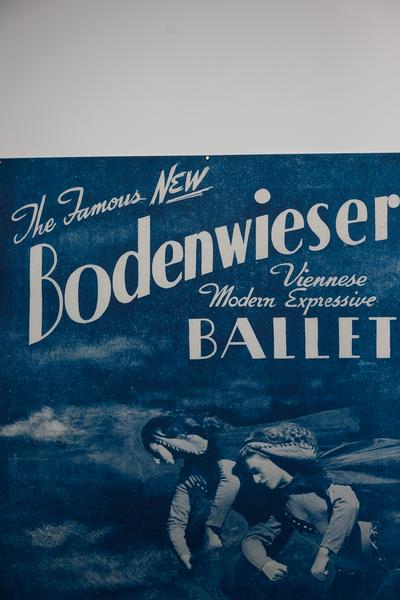 The Famous NEW
Bodenwieser
Viennese
Modern Expressive
BALLET